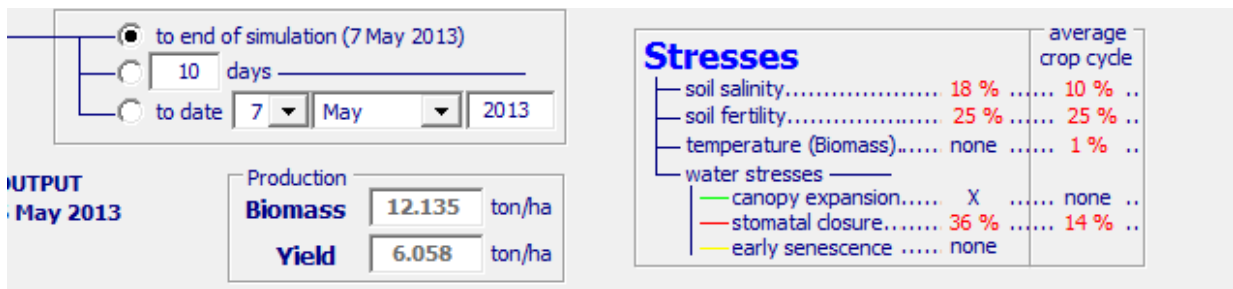 to end of simulation (7 May 2013)
10 days
to date 7 May 2013
OUTPUT
May 2013
Production
Biomass 12.135 ton/ha
Yield 6.058 ton/ha
average
crop cycle
Stresses
soil salinity..................... 18 % ...... 10 % ..
soil fertility..................... 25 % ...... 25 % ..
temperature (Biomass)....... none ...... 1 % ..
water stresses
canopy expansion...... X ...... none ..
stomatal closure........ 36 % ...... 14 % ..
early senescence ...... none